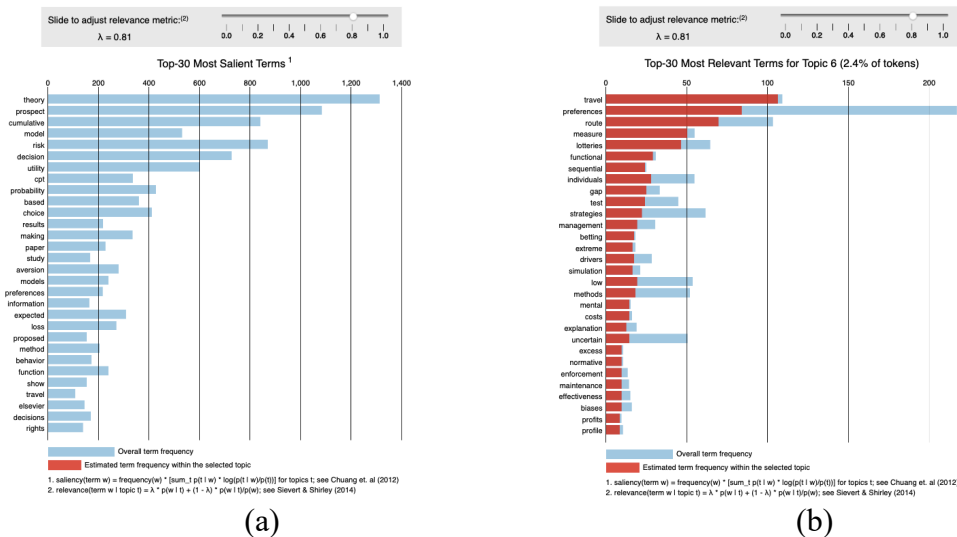 Slide to adjust relevance metric:(2)
λ = 0.81
0.0 0.2 0.4 0.6 0.8 1.0
Top-30 Most Salient Terms 1
0 200 400 600 800 1,000 1,200 1,400
theory
prospect
cumulative
model
risk
decision
utility
cpt
probability
based
choice
results
making
paper
study
aversion
models
preferences
information
expected
loss
proposed
method
behavior
function
show
travel
elsevier
decisions
rights
Overall term frequency
Estimated term frequency within the selected topic
1. saliency(term w) = frequency(w) * [sum_t p(t | w) * log(p(t | w)/p(t))] for topics t; see Chuang et. al (2012)
2. relevance(term w | topic t) = λ * p(w | t) + (1 - λ) * p(w | t)/p(w); see Sievert & Shirley (2014)
(a)
Slide to adjust relevance metric:(2)
λ = 0.81
0.0 0.2 0.4 0.6 0.8 1.0
Top-30 Most Relevant Terms for Topic 6 (2.4% of tokens)
0 50 100 150 200
travel
preferences
route
measure
lotteries
functional
sequential
individuals
gap
test
strategies
management
betting
extreme
drivers
simulation
low
methods
mental
costs
explanation
uncertain
excess
normative
enforcement
maintenance
effectiveness
biases
profits
profile
Overall term frequency
Estimated term frequency within the selected topic
1. saliency(term w) = frequency(w) * [sum_t p(t | w) * log(p(t | w)/p(t))] for topics t; see Chuang et. al (2012)
2. relevance(term w | topic t) = λ * p(w | t) + (1 - λ) * p(w | t)/p(w); see Sievert & Shirley (2014)
(b)